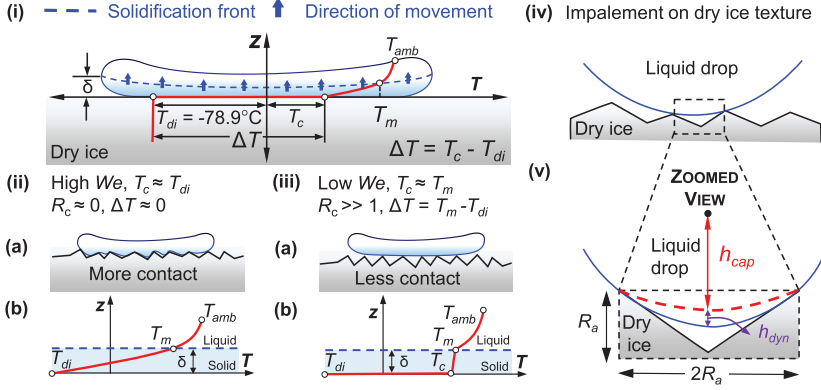 (i) Solidification front Direction of movement
z
T_amb
δ
T
T_di = -78.9°C T_c T_m
ΔT
Dry ice
ΔT = T_c - T_di
(ii) High We, T_c ≈ T_di
R_c ≈ 0, ΔT ≈ 0
(a)
More contact
(b) z
T_amb
T_m Liquid
T_di δ Solid T
(iii) Low We, T_c ≈ T_m
R_c >> 1, ΔT = T_m - T_di
(a)
Less contact
(b) z
T_amb
T_m Liquid
T_di δ T_c Solid T
(iv) Impalement on dry ice texture
Liquid drop
Dry ice
(v) ZOOMED
VIEW
Liquid
drop
h_cap
R_a
Dry
ice
h_dyn
2R_a